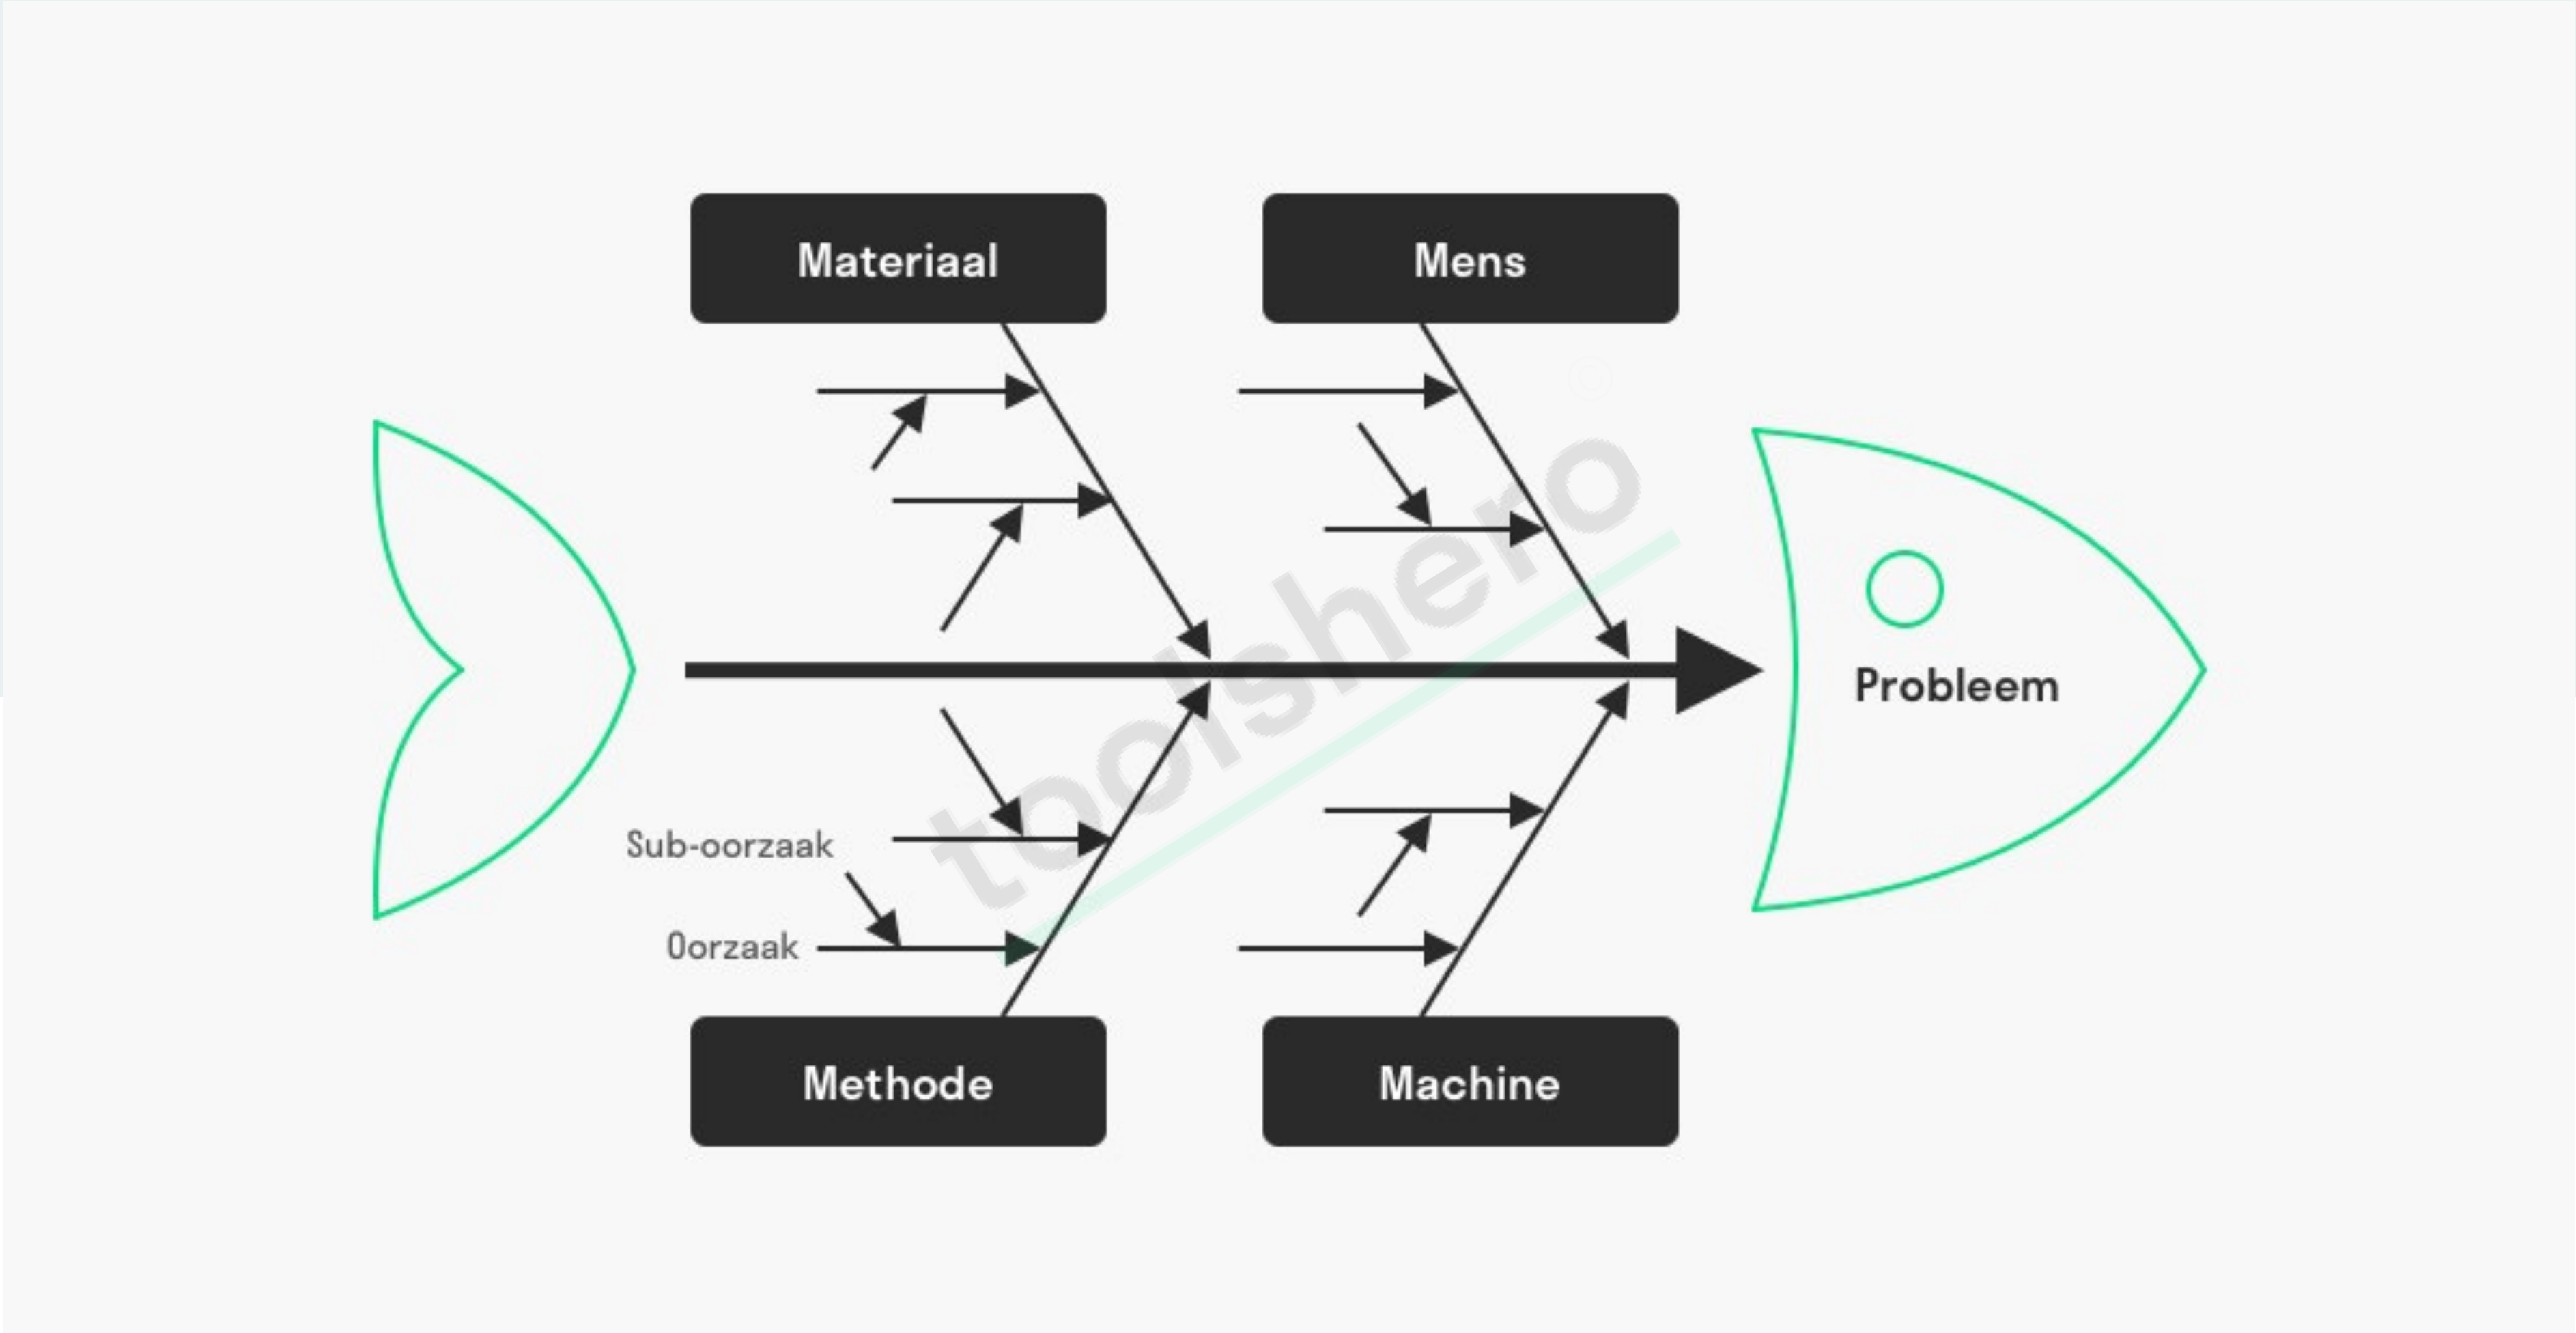 Materiaal
Mens
toolshero
Probleem
Sub-oorzaak
Oorzaak
Methode
Machine